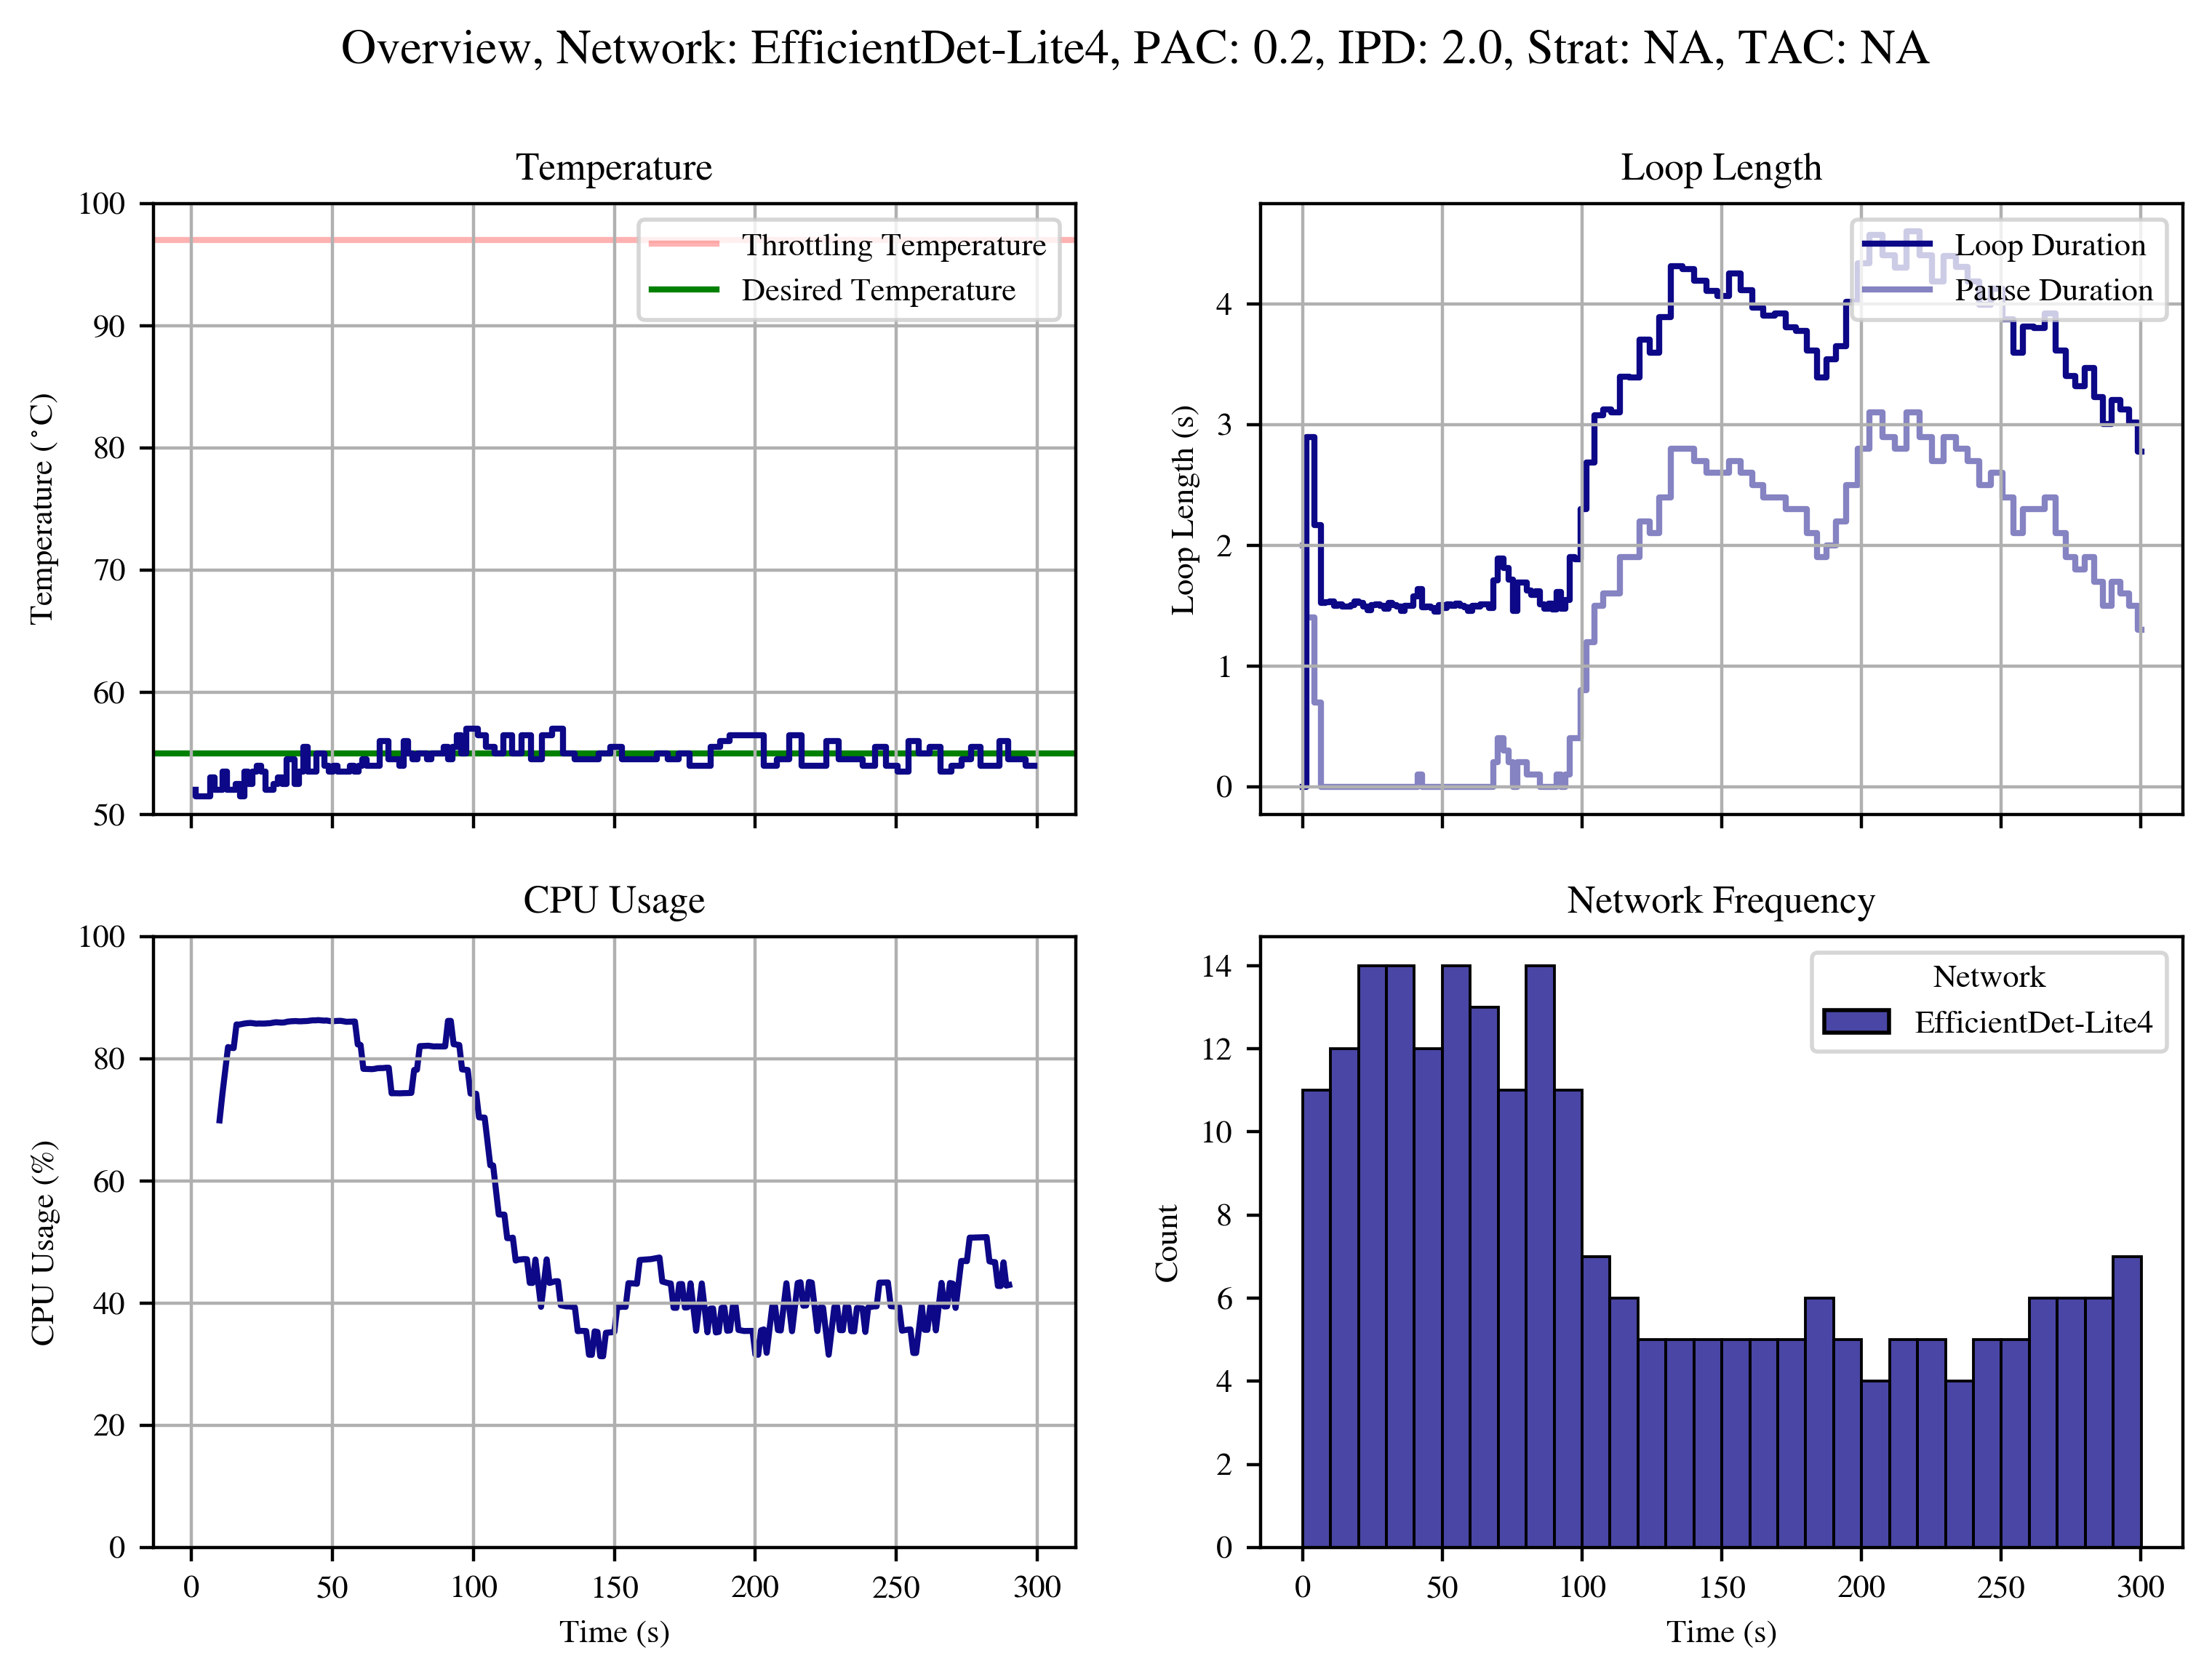 Overview, Network: EfficientDet-Lite4, PAC: 0.2, IPD: 2.0, Strat: NA, TAC: NA
Temperature
100
90
80
70
60
50
Temperature (°C)
Throttling Temperature
Desired Temperature
Loop Length
4
3
2
1
0
Loop Length (s)
Loop Duration
Pause Duration
CPU Usage
100
80
60
40
20
0
CPU Usage (%)
0 50 100 150 200 250 300
Time (s)
Network Frequency
14
12
10
8
6
4
2
0
Count
Network
EfficientDet-Lite4
0 50 100 150 200 250 300
Time (s)